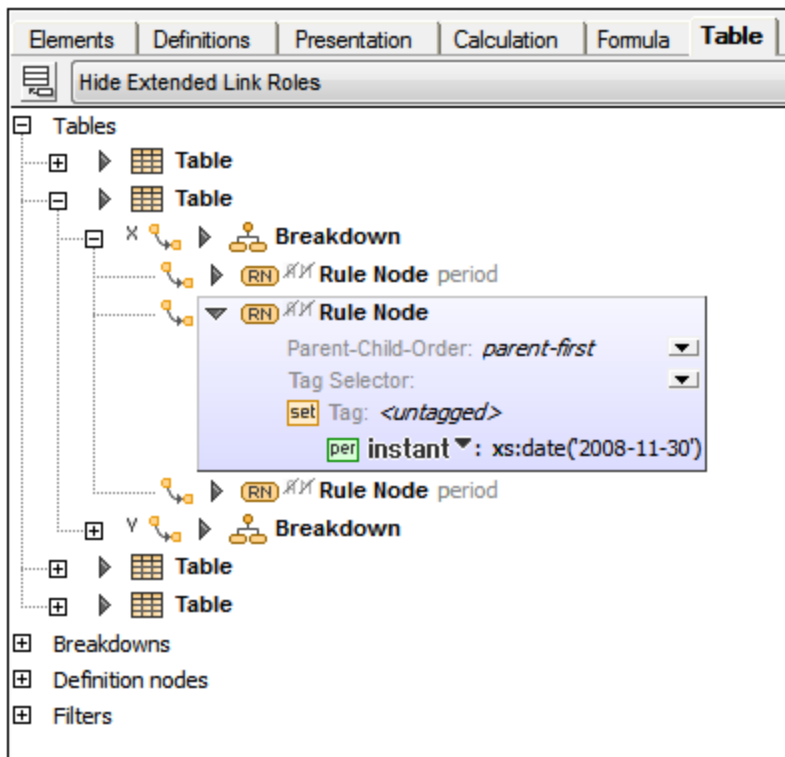 Elements Definitions Presentation Calculation Formula Table
Hide Extended Link Roles
Tables
Table
Table
X Breakdown
RN Rule Node period
RN Rule Node
Parent-Child-Order: parent-first
Tag Selector:
set Tag: <untagged>
per instant : xs:date('2008-11-30')
RN Rule Node period
Y Breakdown
Table
Table
Breakdowns
Definition nodes
Filters